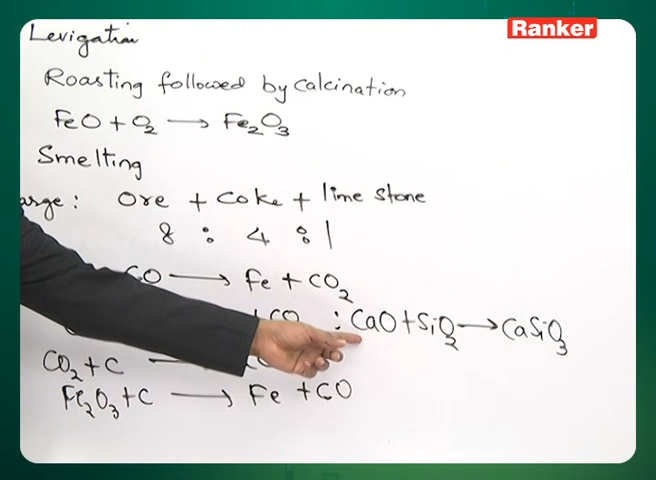 Ranker
Levigation
Roasting followed by calcination
FeO + O2 → Fe2O3
Smelting
arge: Ore + Coke + lime stone
8 : 4 : 1
CO → Fe + CO2
+ CO : CaO + SiO2 → CaSiO3
CO2 + C →
Fe2O3 + C → Fe + CO